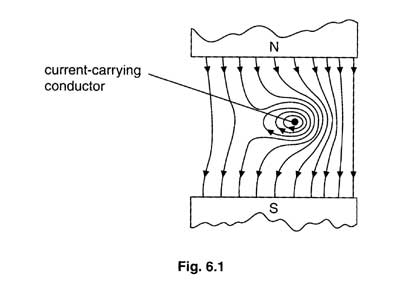 N
current-carrying
conductor
S
Fig. 6.1